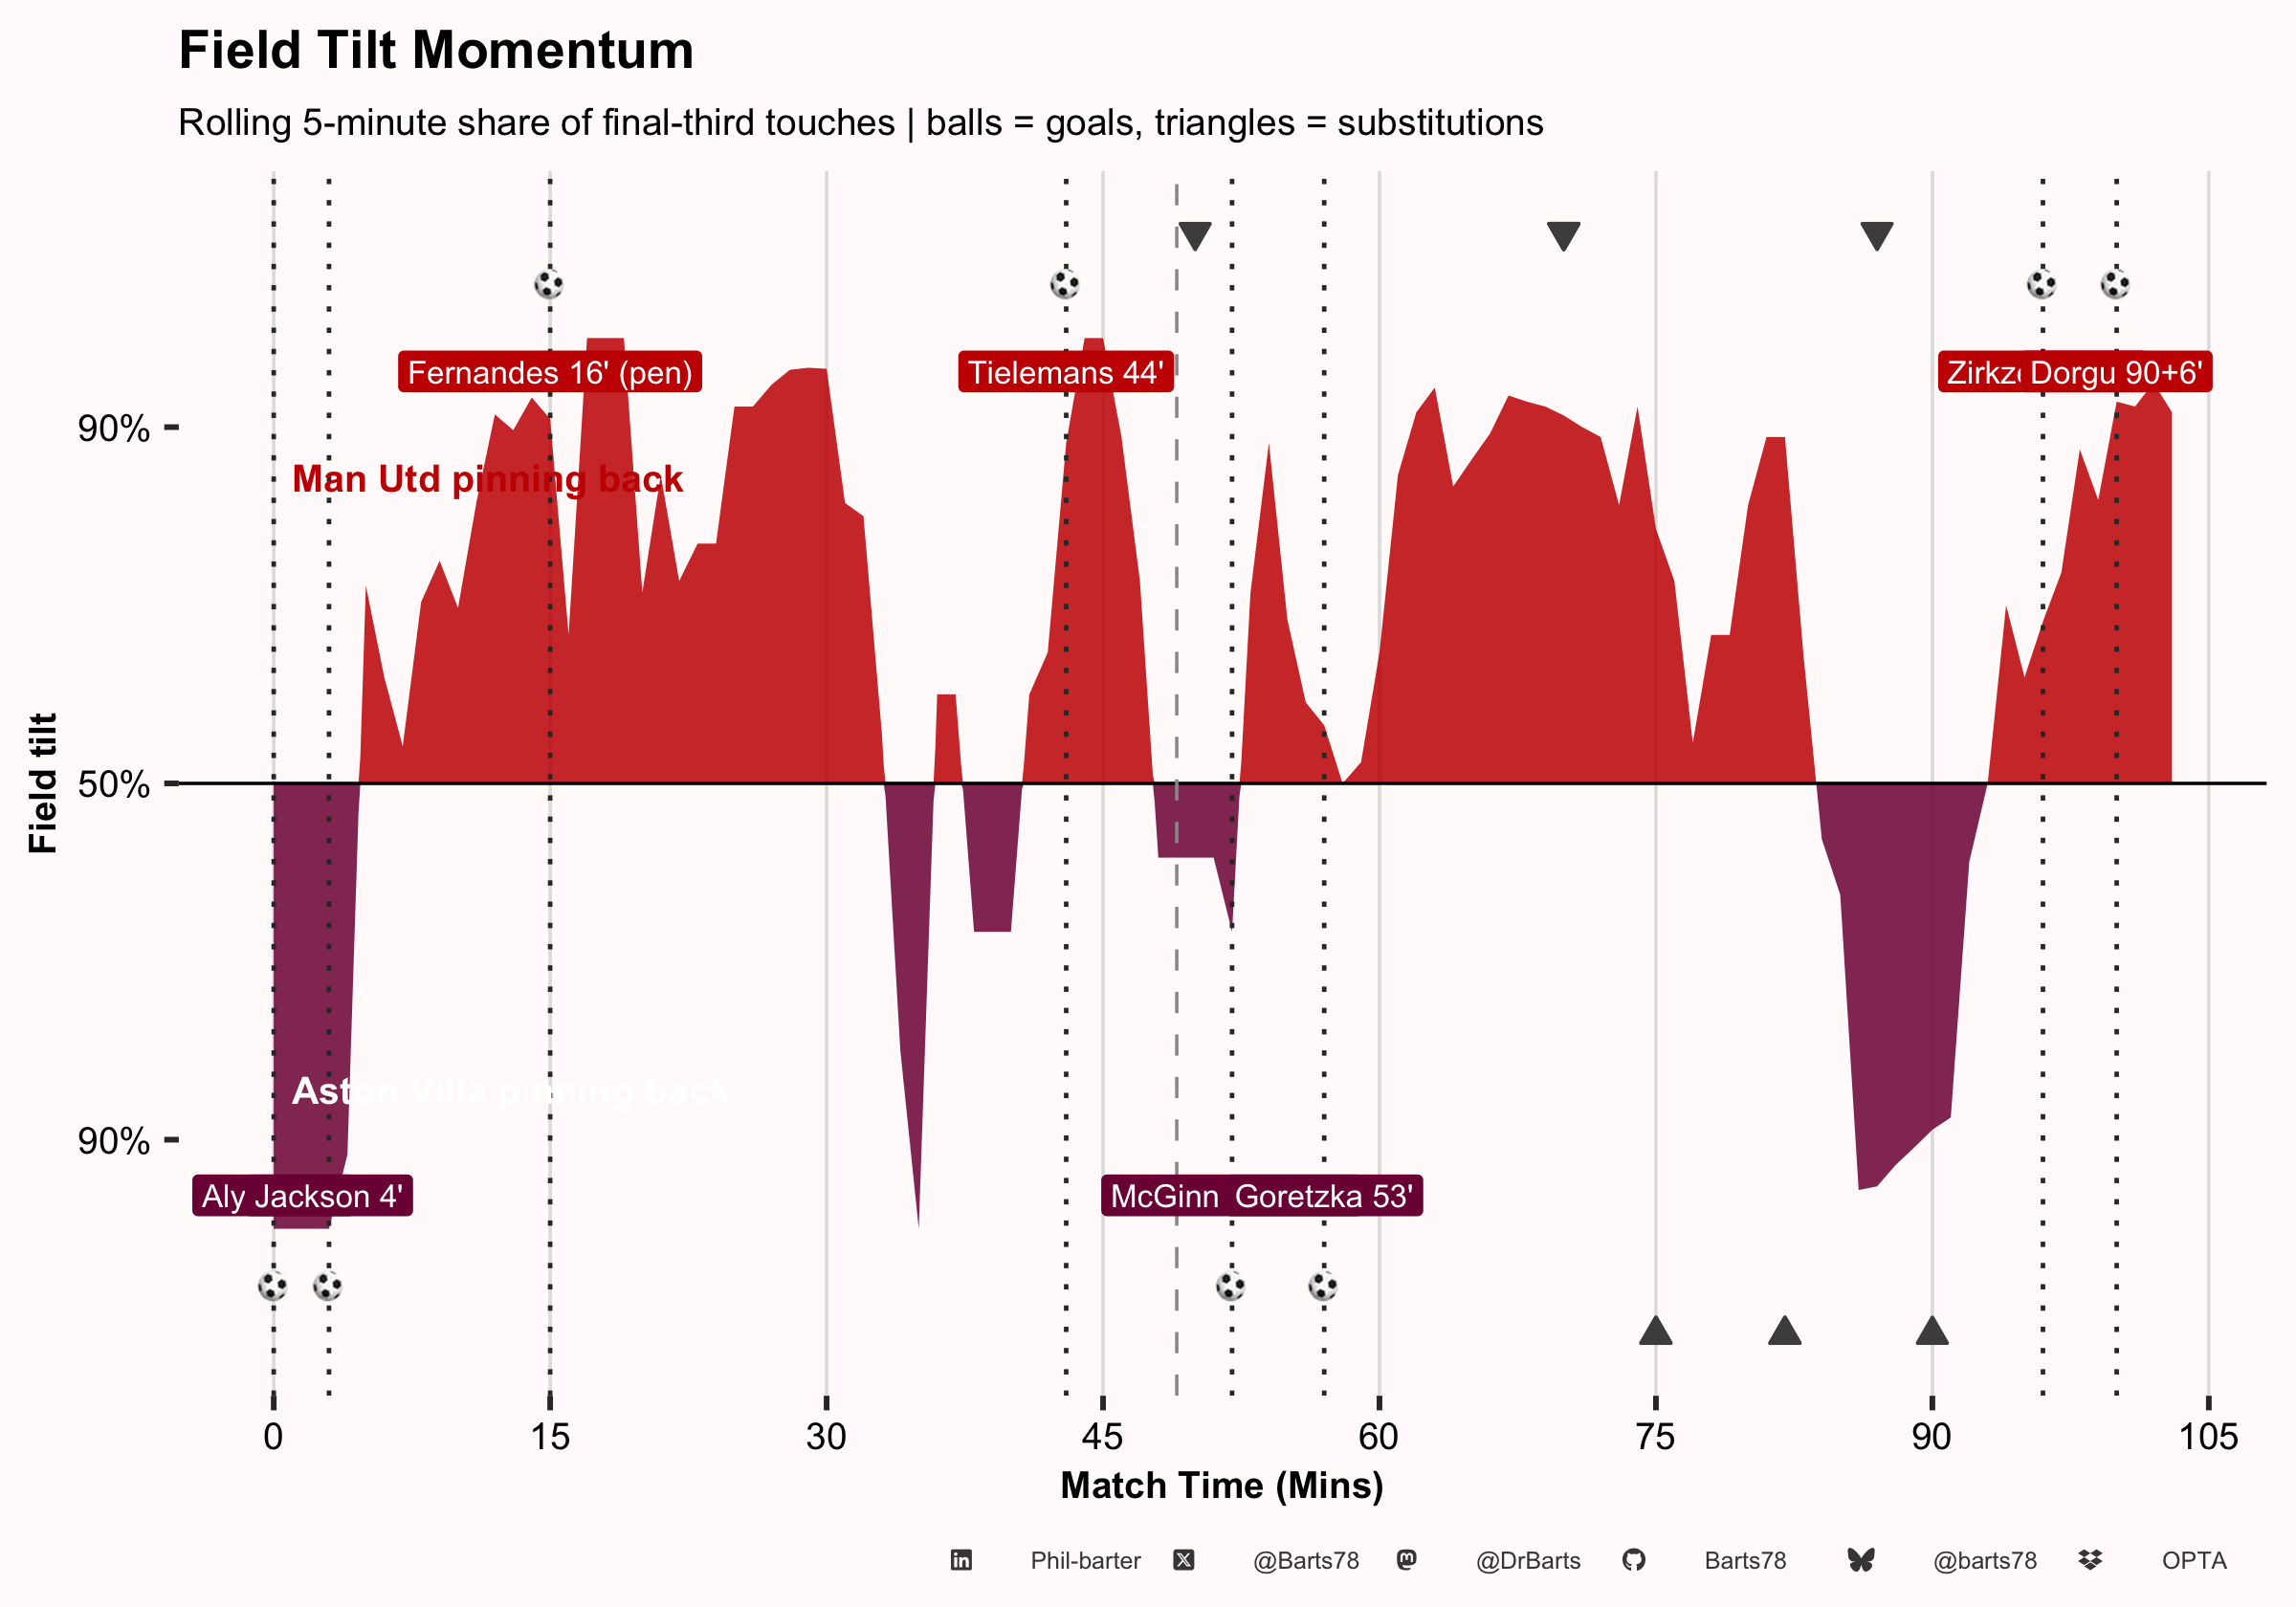 Field Tilt Momentum
Rolling 5-minute share of final-third touches | balls = goals, triangles = substitutions
Fernandes 16' (pen)
Tielemans 44'
Dorgu 90+6'
90%
Man Utd pinning back
50%
Field tilt
Aston Villa pinning back
90%
Aly Jackson 4'
McGinn Goretzka 53'
0 15 30 45 60 75 90 105
Match Time (Mins)
Phil-barter @Barts78 @DrBarts Barts78 @barts78 OPTA